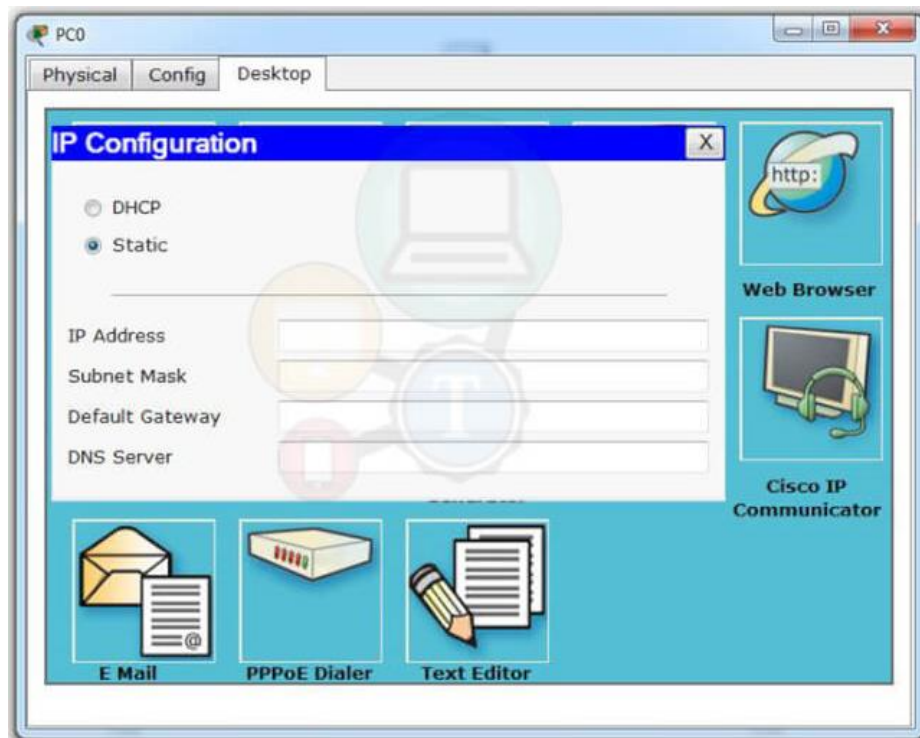 PC0
Physical Config Desktop
IP Configuration X
DHCP
Static
IP Address
Subnet Mask
Default Gateway
DNS Server
http:
Web Browser
Cisco IP
Communicator
@
E Mail PPPoE Dialer Text Editor
T